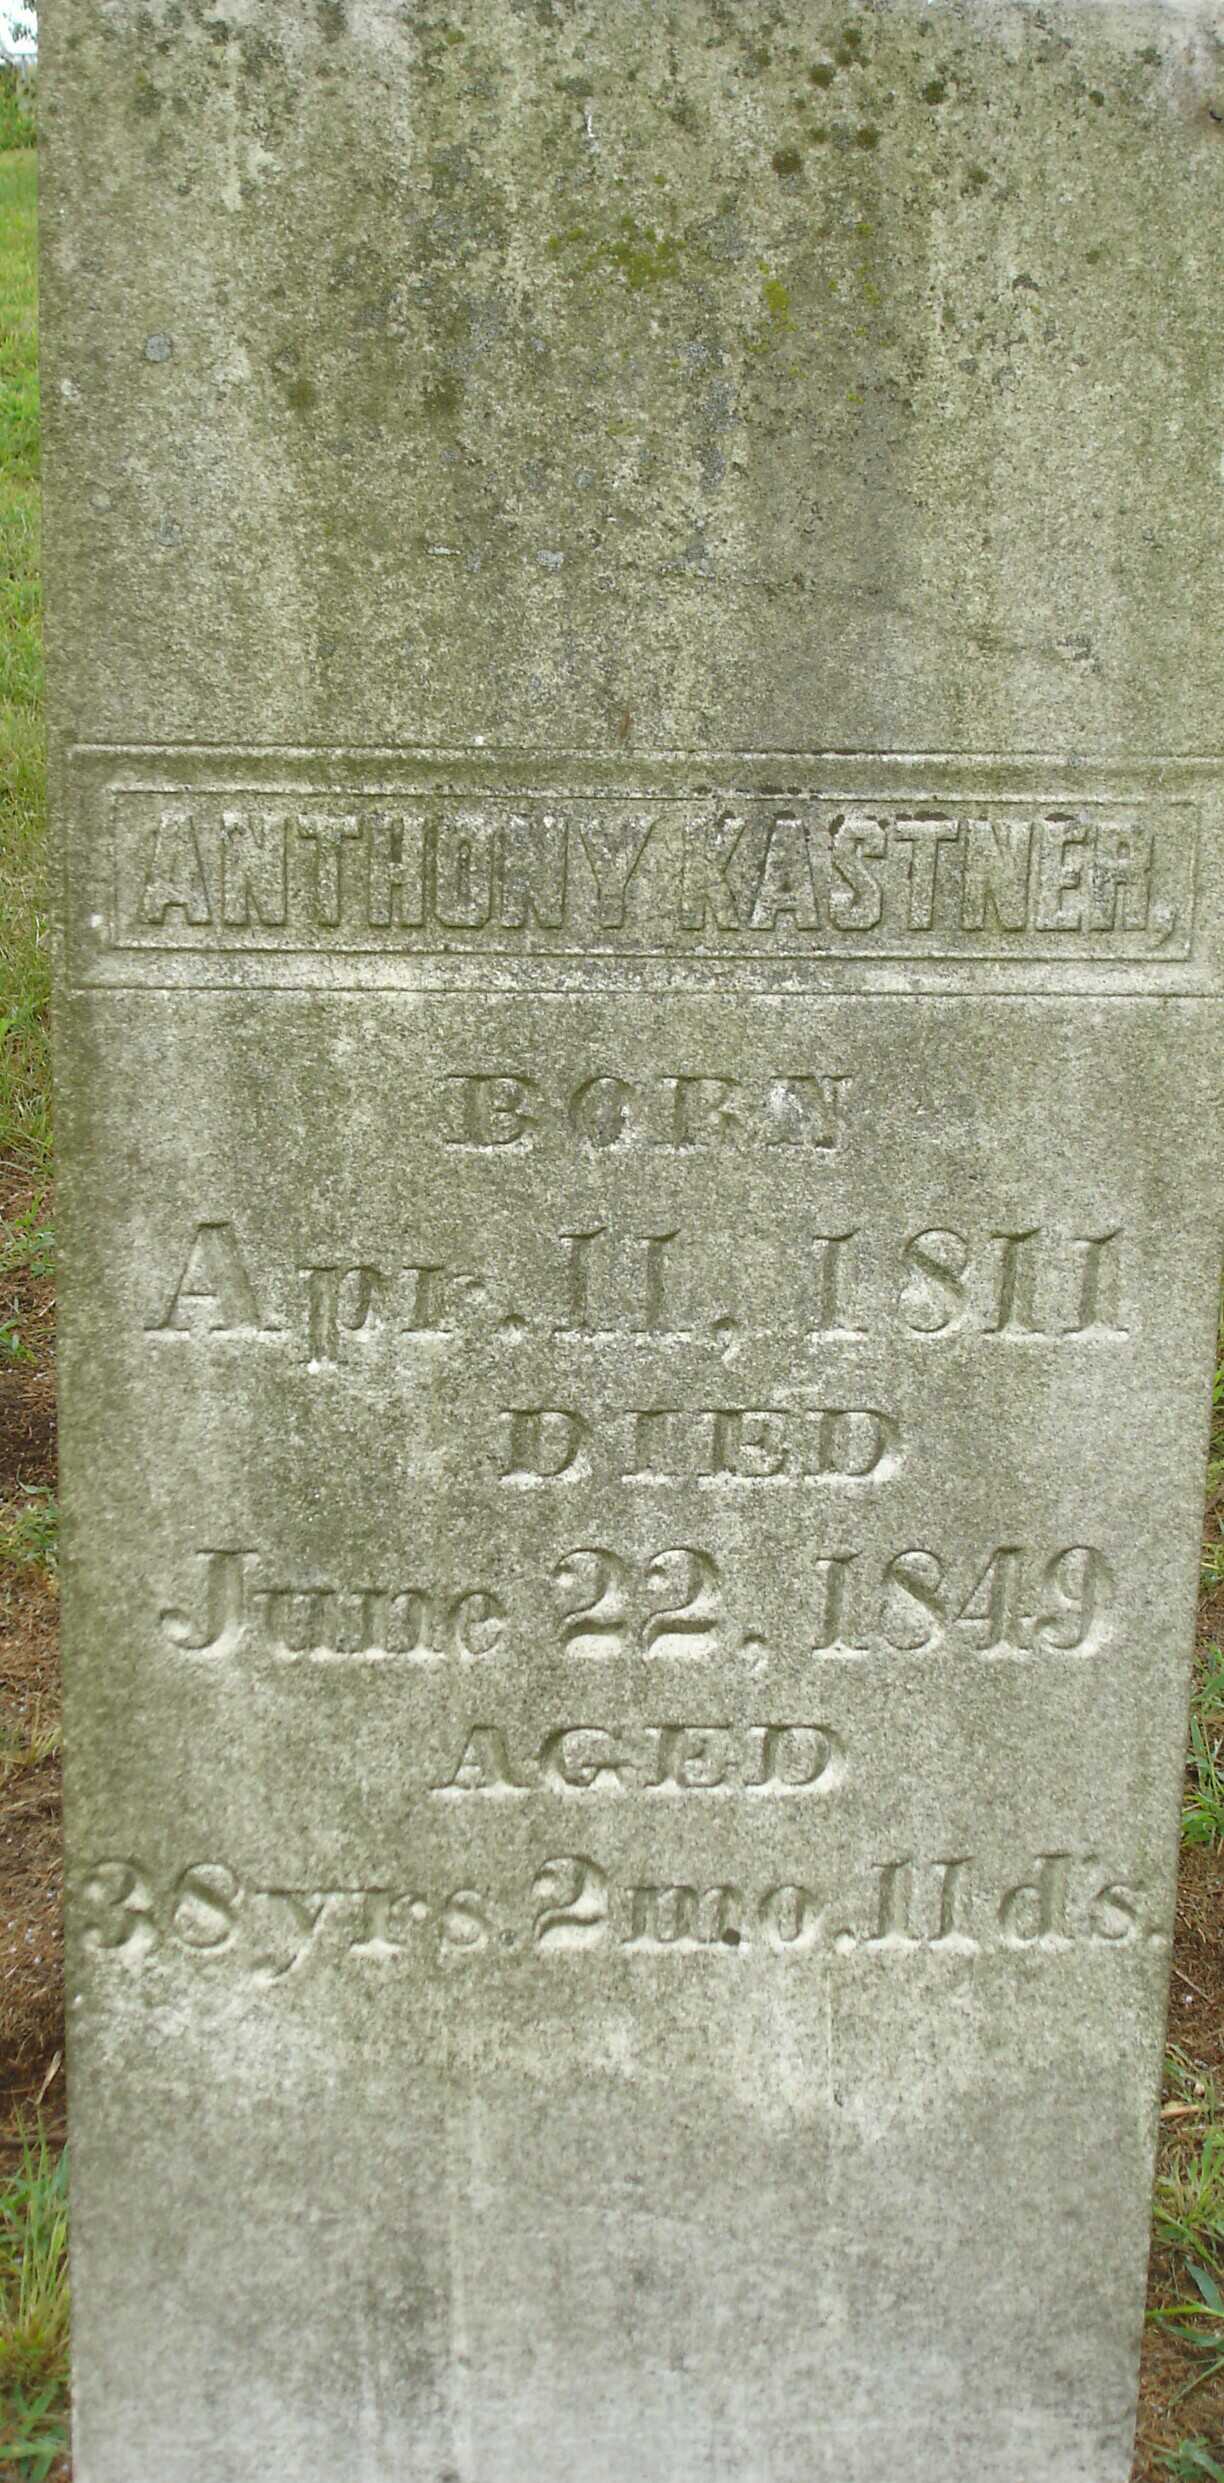 ANTHONY KASTNER,
BORN
Apr. 11, 1811
DIED
June 22, 1849
AGED
38 yrs. 2 mo. 11 d's.